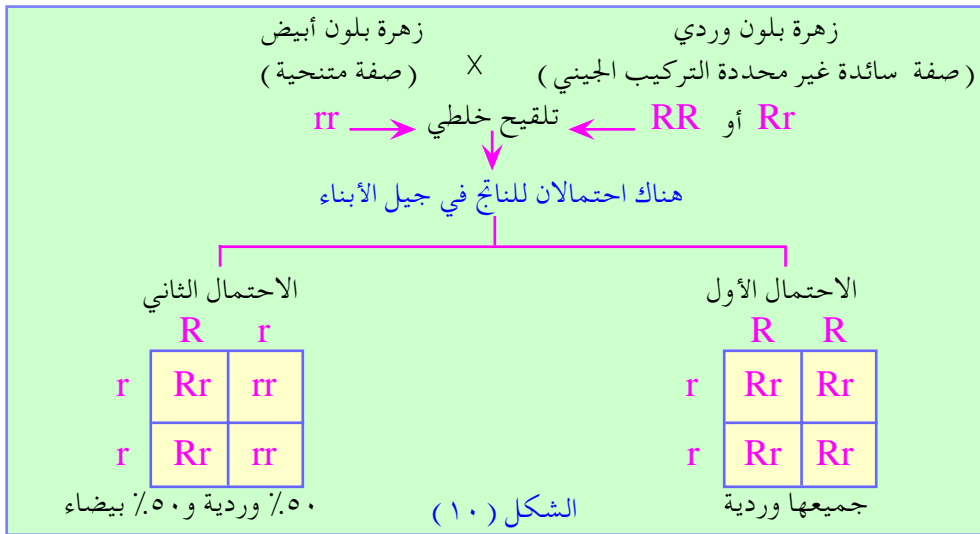 زهرة بلون وردي زهرة بلون أبيض
(صفة سائدة غير محددة التركيب الجيني) X (صفة متنحية)
Rr أو RR تلقيح خلطي rr
هناك احتمالان للناتج في جيل الأبناء
الاحتمال الأول الاحتمال الثاني
R R R r
r Rr Rr r Rr rr
r Rr Rr r Rr rr
جميعها وردية الشكل (١٠) ٥٠٪ وردية و٥٠٪ بيضاء